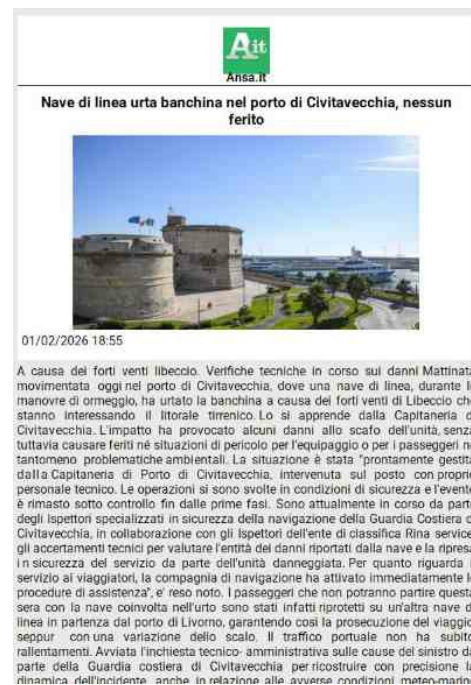 Ait
Ansa.it
Nave di linea urta banchina nel porto di Civitavecchia, nessun
ferito
01/02/2026 18:55
A causa dei forti venti libeccio. Verifiche tecniche in corso sui danni Mattinata
movimentata oggi nel porto di Civitavecchia, dove una nave di linea, durante l
manovre di ormeggio, ha urtato la banchina a causa dei forti venti di Libeccio che
stanno interessando il litorale tirrenico. Lo si apprende dalla Capitaneria d
Civitavecchia. L'impatto ha provocato alcuni danni allo scafo dell'unità, senza
tuttavia causare feriti né situazioni di pericolo per l'equipaggio o per i passeggeri n
tantomeno problematiche ambientali. La situazione è stata "prontamente gestita
dalla Capitaneria di Porto di Civitavecchia, intervenuta sul posto con propri
personale tecnico. Le operazioni si sono svolte in condizioni di sicurezza e l'evento
è rimasto sotto controllo fin dalle prime fasi. Sono attualmente in corso da parte
degli Ispettori specializzati in sicurezza della navigazione della Guardia Costiera d
Civitavecchia, in collaborazione con gli Ispettori dell'ente di classifica Rina service
gli accertamenti tecnici per valutare l'entità dei danni riportati dalla nave e la ripresa
in sicurezza del servizio da parte dell'unità danneggiata. Per quanto riguarda i
servizio ai viaggiatori, la compagnia di navigazione ha attivato immediatamente l
procedure di assistenza", e' reso noto. I passeggeri che non potranno partire questa
sera con la nave coinvolta nell'urto sono stati infatti riprotetti su un'altra nave d
linea in partenza dal porto di Livorno, garantendo così la prosecuzione del viaggio
seppur con una variazione dello scalo. Il traffico portuale non ha subito
rallentamenti. Avviata l'inchiesta tecnico- amministrativa sulle cause del sinistro da
parte della Guardia costiera di Civitavecchia per ricostruire con precisione la
dinamica dell'incidente, anche in relazione alle avverse condizioni meteo-marin